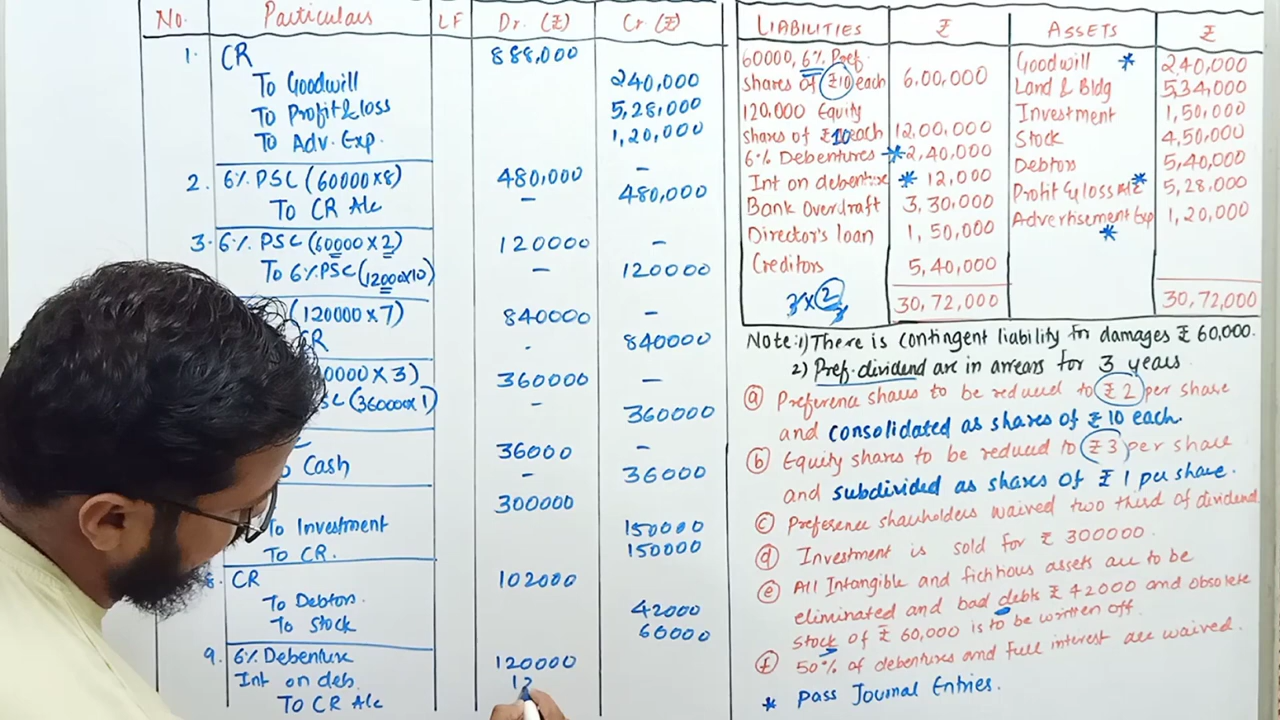 No. Particulars LF Dr. (₹) Cr. (₹)
1. CR 888,000
To Goodwill 240,000
To Profit & loss 5,28,000
To Adv. Exp. 1,20,000
2. 6% PSC (60000 x 8) 480,000 -
To CR A/c - 480,000
3. 6% PSC (60000 x 2) 120000 -
To 6% PSC (12000x10) - 120000
(120000 x 7) 840000 -
CR - 840000
0000 x 3) 360000 -
SC (360000x1) - 360000
36000 -
To Cash - 36000
300000
To Investment 150000
To CR. 150000
8. CR 102000
To Debtors 42000
To Stock 60000
9. 6% Debenture 120000
Int on deb. 12
To CR A/c
LIABILITIES ₹ ASSETS ₹
60000, 6% Pref. Goodwill * 2,40,000
shares of ₹10 each 6,00,000 Land & Bldg 5,34,000
120,000 Equity Investment 1,50,000
shares of ₹10 each 12,00,000 Stock 4,50,000
6% Debentures * 2,40,000 Debtors 5,40,000
Int on debenture * 12,000 Profit & loss A/c * 5,28,000
Bank Overdraft 3,30,000 Advertisement Exp * 1,20,000
Director's loan 1,50,000
Creditors 5,40,000
30,72,000 30,72,000
Note: 1) There is contingent liability for damages ₹ 60,000.
2) Pref. dividend are in arrears for 3 years
(a) Preference shares to be reduced to ₹ 2 per share
and consolidated as shares of ₹ 10 each.
(b) Equity shares to be reduced to ₹ 3 per share
and subdivided as shares of ₹ 1 per share.
(c) Preference shareholders waived two third of dividend
(d) Investment is sold for ₹ 300000.
(e) All Intangible and fictitious assets are to be
eliminated and bad debts ₹ 42000 and obsolete
stock of ₹ 60,000 is to be written off.
(f) 50% of debentures and full interest are waived.
* Pass Journal Entries.